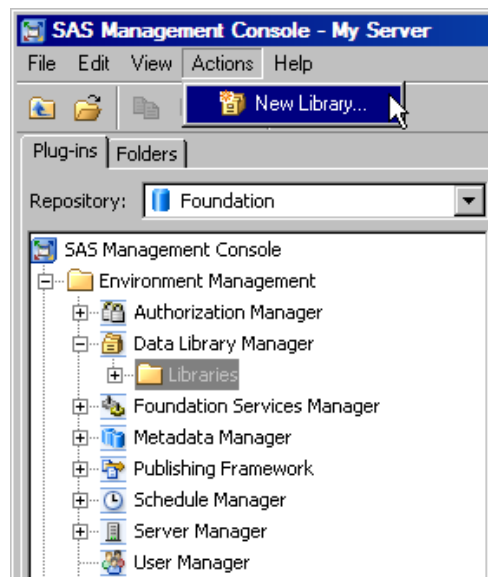 SAS Management Console - My Server
File Edit View Actions Help
New Library...
Plug-ins Folders
Repository: Foundation
SAS Management Console
Environment Management
Authorization Manager
Data Library Manager
Libraries
Foundation Services Manager
Metadata Manager
Publishing Framework
Schedule Manager
Server Manager
User Manager